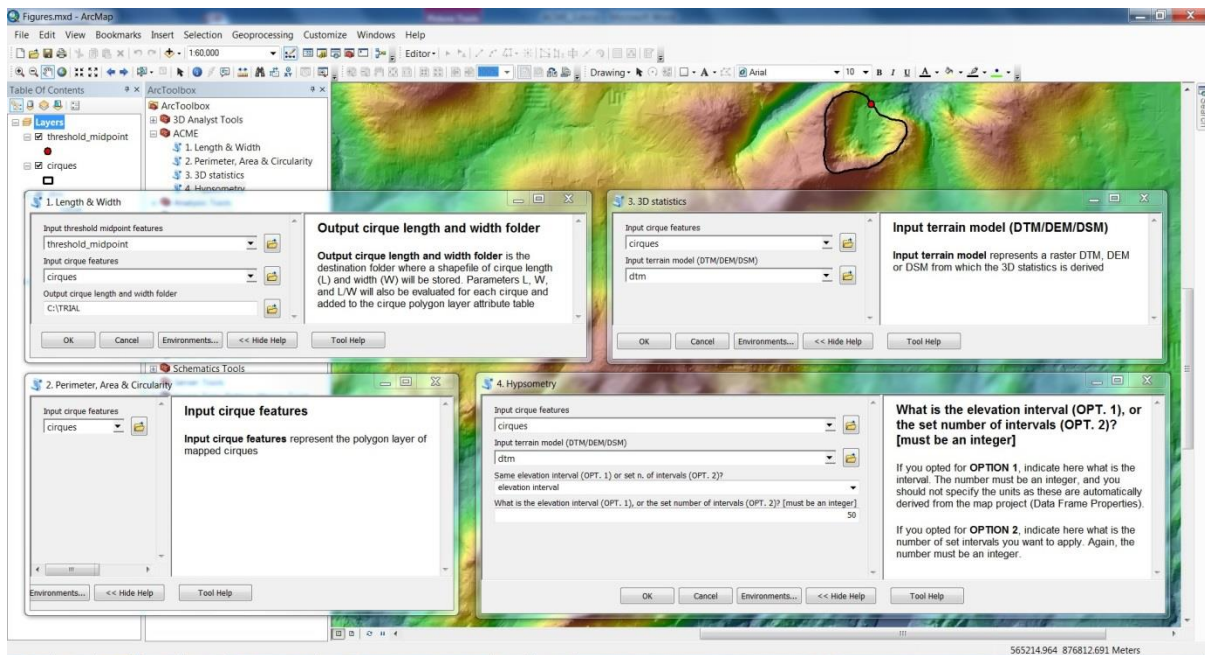 Figures.mxd - ArcMap
File Edit View Bookmarks Insert Selection Geoprocessing Customize Windows Help
1:60,000 Editor
Drawing A Arial 10 B I U A
Table Of Contents
Layers
threshold_midpoint
cirques
ArcToolbox
ArcToolbox
3D Analyst Tools
ACME
1. Length & Width
2. Perimeter, Area & Circularity
3. 3D statistics
4. Hypsometry
Schematics Tools
Search
1. Length & Width
Input threshold midpoint features
threshold_midpoint
Input cirque features
cirques
Output cirque length and width folder
C:\TRIAL
OK Cancel Environments... << Hide Help Tool Help
Output cirque length and width folder
Output cirque length and width folder is the
destination folder where a shapefile of cirque length
(L) and width (W) will be stored. Parameters L, W,
and L/W will also be evaluated for each cirque and
added to the cirque polygon layer attribute table
3. 3D statistics
Input cirque features
cirques
Input terrain model (DTM/DEM/DSM)
dtm
OK Cancel Environments... << Hide Help Tool Help
Input terrain model (DTM/DEM/DSM)
Input terrain model represents a raster DTM, DEM
or DSM from which the 3D statistics is derived
2. Perimeter, Area & Circularity
Input cirque features
cirques
Environments... << Hide Help Tool Help
Input cirque features
Input cirque features represent the polygon layer of
mapped cirques
4. Hypsometry
Input cirque features
cirques
Input terrain model (DTM/DEM/DSM)
dtm
Same elevation interval (OPT. 1) or set n. of intervals (OPT. 2)?
elevation interval
What is the elevation interval (OPT. 1), or the set number of intervals (OPT. 2)? [must be an integer]
50
OK Cancel Environments... << Hide Help Tool Help
What is the elevation interval (OPT. 1), or
the set number of intervals (OPT. 2)?
[must be an integer]
If you opted for OPTION 1, indicate here what is the
interval. The number must be an integer, and you
should not specify the units as these are automatically
derived from the map project (Data Frame Properties).
If you opted for OPTION 2, indicate here what is the
number of set intervals you want to apply. Again, the
number must be an integer.
565214.964 876812.691 Meters